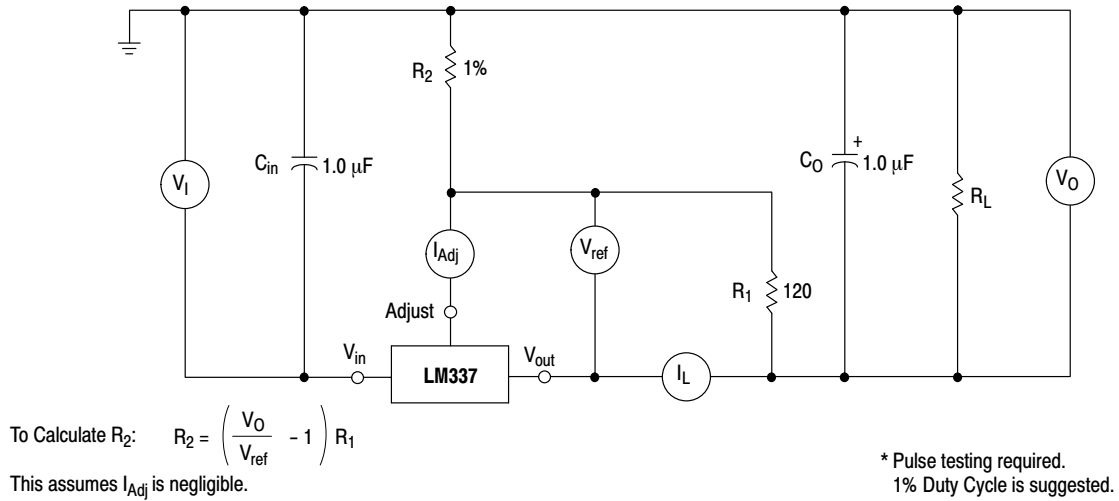 R2 1%
Cin 1.0 μF
CO + 1.0 μF
VI
RL
VO
IAdj
Vref
R1 120
Adjust
Vin
LM337
Vout
IL
To Calculate R2: R2 = (VO / Vref − 1) R1
This assumes IAdj is negligible.
* Pulse testing required.
1% Duty Cycle is suggested.